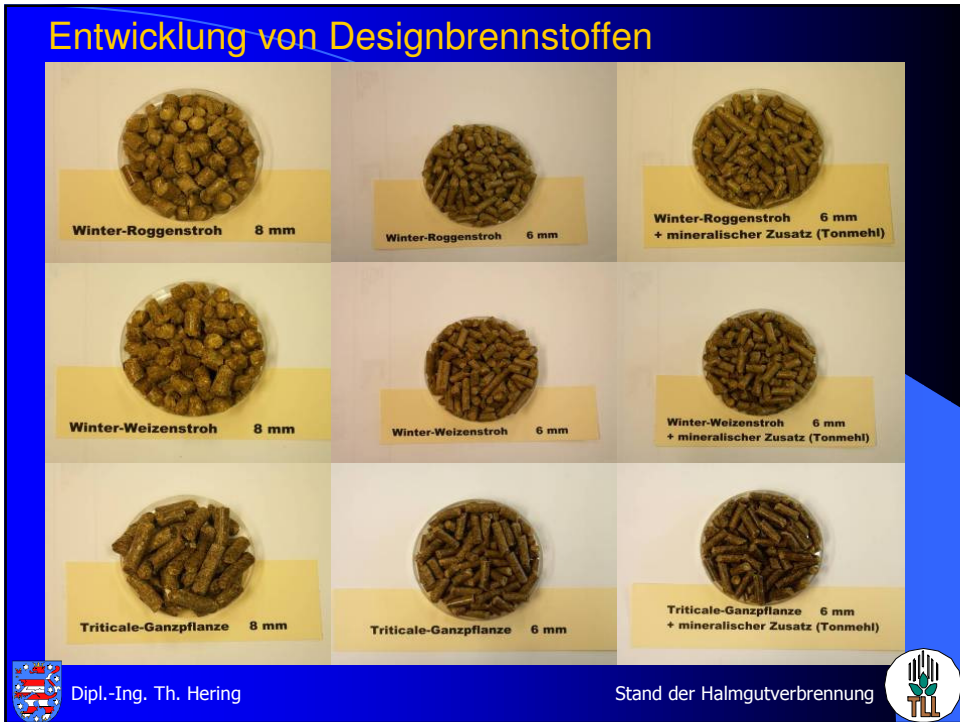 Entwicklung von Designbrennstoffen
Winter-Roggenstroh 8 mm
Winter-Roggenstroh 6 mm
Winter-Roggenstroh 6 mm
+ mineralischer Zusatz (Tonmehl)
Winter-Weizenstroh 8 mm
Winter-Weizenstroh 6 mm
Winter-Weizenstroh 6 mm
+ mineralischer Zusatz (Tonmehl)
Triticale-Ganzpflanze 8 mm
Triticale-Ganzpflanze 6 mm
Triticale-Ganzpflanze 6 mm
+ mineralischer Zusatz (Tonmehl)
Dipl.-Ing. Th. Hering
Stand der Halmgutverbrennung
TLL